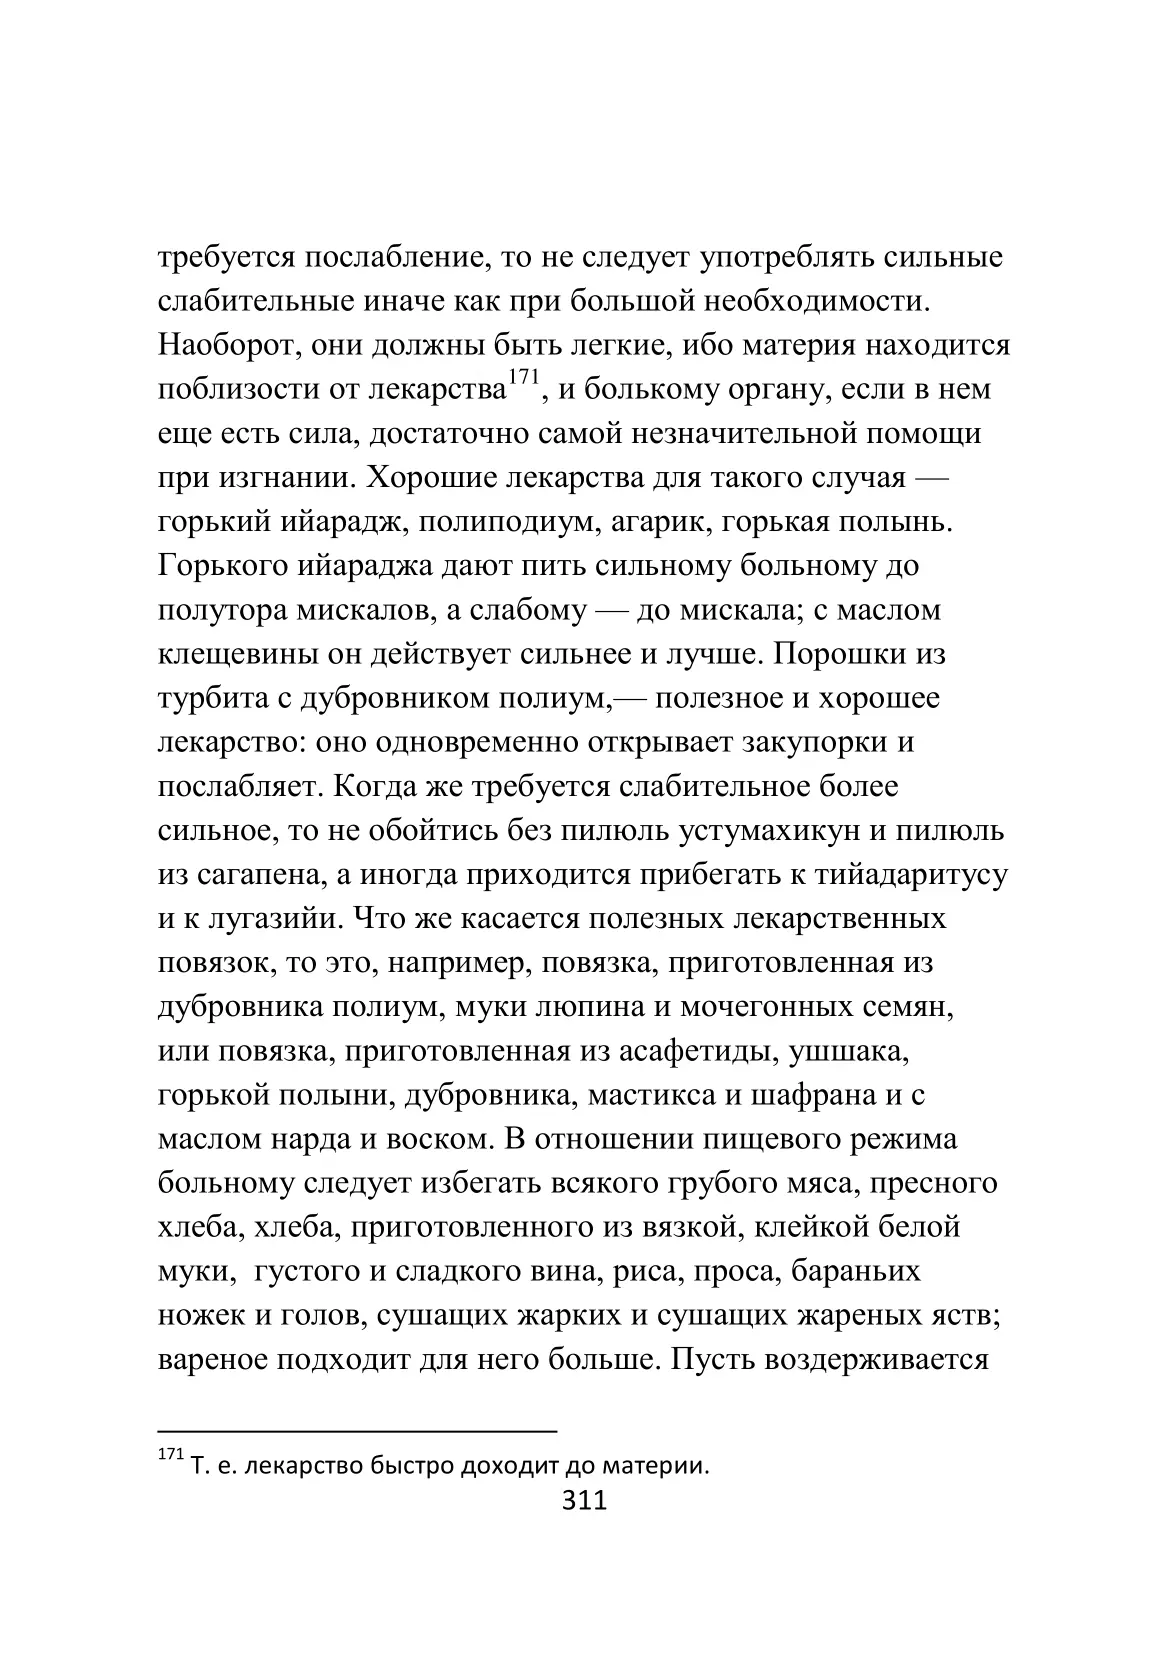 требуется послабление, то не следует употреблять сильные
слабительные иначе как при большой необходимости.
Наоборот, они должны быть легкие, ибо материя находится
поблизости от лекарства171, и болькому органу, если в нем
еще есть сила, достаточно самой незначительной помощи
при изгнании. Хорошие лекарства для такого случая —
горький ийарадж, полиподиум, агарик, горькая полынь.
Горького ийараджа дают пить сильному больному до
полутора мискалов, а слабому — до мискала; с маслом
клещевины он действует сильнее и лучше. Порошки из
турбита с дубровником полиум,— полезное и хорошее
лекарство: оно одновременно открывает закупорки и
послабляет. Когда же требуется слабительное более
сильное, то не обойтись без пилюль устумахикун и пилюль
из сагапена, а иногда приходится прибегать к тийадаритусу
и к лугазийи. Что же касается полезных лекарственных
повязок, то это, например, повязка, приготовленная из
дубровника полиум, муки люпина и мочегонных семян,
или повязка, приготовленная из асафетиды, ушшака,
горькой полыни, дубровника, мастикса и шафрана и с
маслом нарда и воском. В отношении пищевого режима
больному следует избегать всякого грубого мяса, пресного
хлеба, хлеба, приготовленного из вязкой, клейкой белой
муки,  густого и сладкого вина, риса, проса, бараньих
ножек и голов, сушащих жарких и сушащих жареных яств;
вареное подходит для него больше. Пусть воздерживается
171 Т. е. лекарство быстро доходит до материи.
311